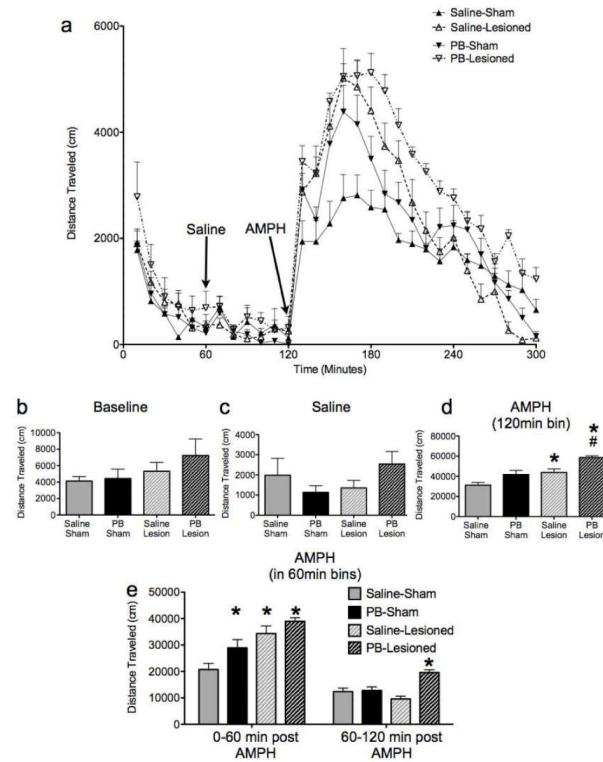 a
Saline-Sham
Saline-Lesioned
PB-Sham
PB-Lesioned
6000
4000
2000
0
Distance Traveled (cm)
Saline
AMPH
0 60 120 180 240 300
Time (Minutes)
b
Baseline
Distance Traveled (cm)
10000
8000
6000
4000
2000
0
Saline Sham
PB Sham
Saline Lesion
PB Lesion
c
Saline
Distance Traveled (cm)
4000
3000
2000
1000
0
Saline Sham
PB Sham
Saline Lesion
PB Lesion
d
AMPH
(120min bin)
Distance Traveled (cm)
100000
80000
60000
40000
20000
0
*
*
#
Saline Sham
PB Sham
Saline Lesion
PB Lesion
AMPH
(in 60min bins)
e
Distance Traveled (cm)
50000
40000
30000
20000
10000
0
Saline-Sham
PB-Sham
Saline-Lesioned
PB-Lesioned
* * *
*
0-60 min post
AMPH
60-120 min post
AMPH